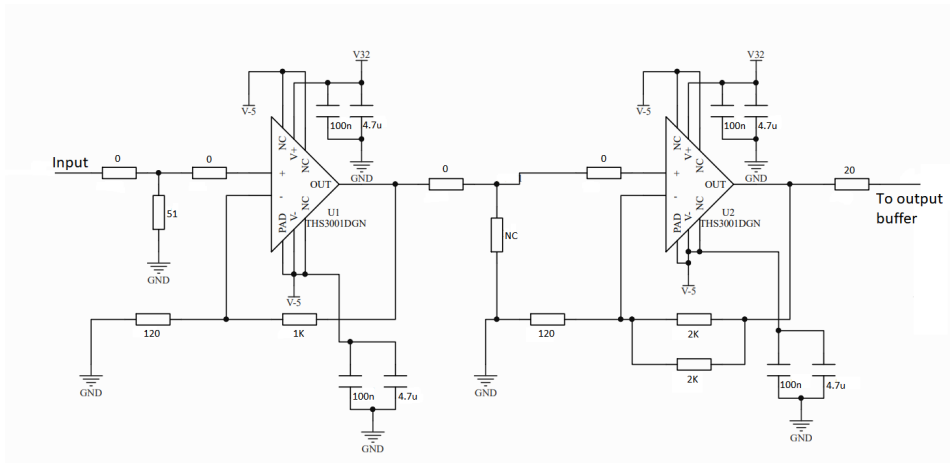 V32
V32
V-5
100n
4.7u
V-5
100n
4.7u
NC
V+
NC
NC
V+
NC
Input
0
0
GND
0
0
GND
+
OUT
+
OUT
20
-
-
To output
buffer
51
U1
THS3001DGN
U2
THS3001DGN
PAD
V-
NC
PAD
V-
NC
NC
GND
V-5
V-5
120
1K
120
2K
GND
GND
2K
100n
4.7u
100n
4.7u
GND
GND